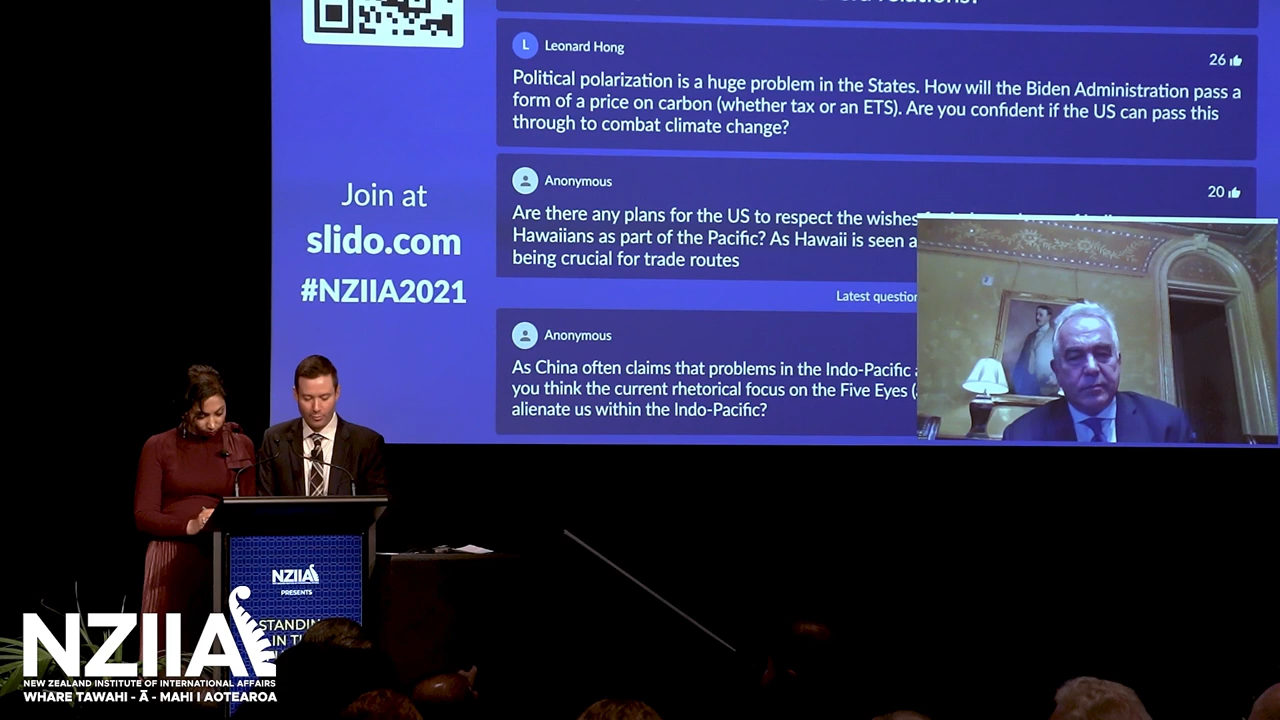 relations?
L Leonard Hong
26
Political polarization is a huge problem in the States. How will the Biden Administration pass a
form of a price on carbon (whether tax or an ETS). Are you confident if the US can pass this
through to combat climate change?
Anonymous
20
Are there any plans for the US to respect the wishes
Hawaiians as part of the Pacific? As Hawaii is seen a
being crucial for trade routes
Latest question
Anonymous
As China often claims that problems in the Indo-Pacific
you think the current rhetorical focus on the Five Eyes
alienate us within the Indo-Pacific?
Join at
slido.com
#NZIIA2021
NZIIA
PRESENTS
STANDIN
IN T
NZIIA
NEW ZEALAND INSTITUTE OF INTERNATIONAL AFFAIRS
WHARE TAWAHI - Ā - MAHI I AOTEAROA